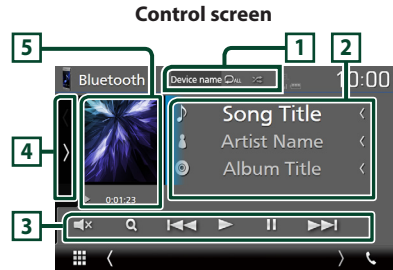 Control screen
5
1
2
Bluetooth
Device name
ALL
10:00
Song Title
Artist Name
Album Title
4
0:01:23
3